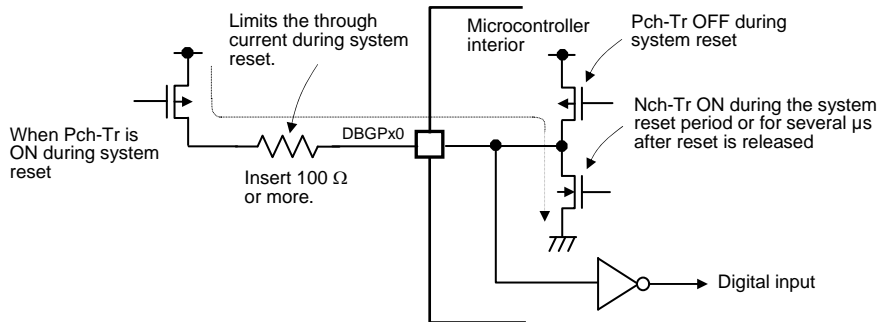 Limits the through
current during system
reset.
Microcontroller
interior
Pch-Tr OFF during
system reset
Nch-Tr ON during the system
reset period or for several µs
after reset is released
When Pch-Tr is
ON during system
reset
DBGPx0
Insert 100 Ω
or more.
Digital input